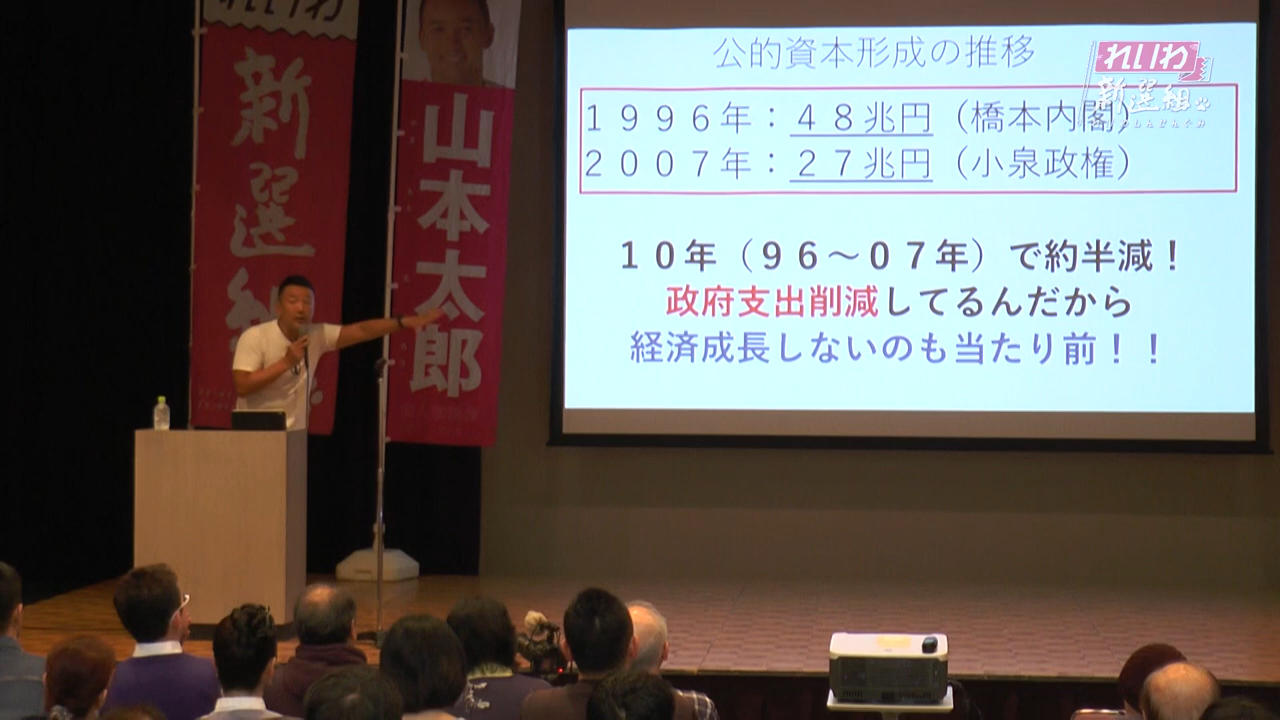 れいわ
新選組
山本太郎
公的資本形成の推移
1996年：48兆円（橋本内閣）
2007年：27兆円（小泉政権）
10年（96～07年）で約半減！
政府支出削減してるんだから
経済成長しないのも当たり前！！
れいわ
新選組